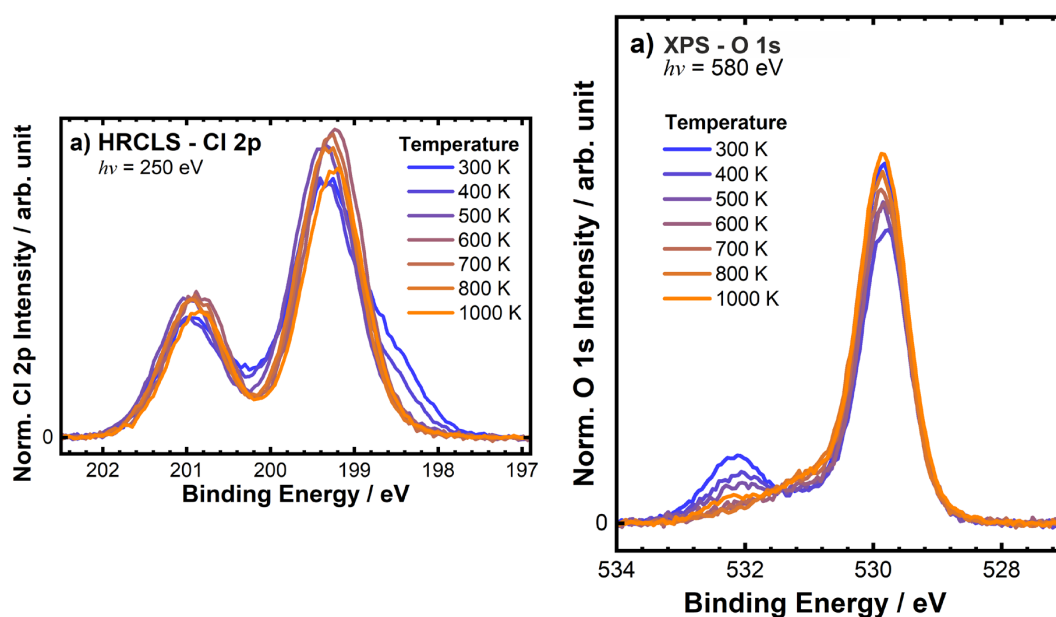 a) HRCLS - Cl 2p
hν = 250 eV
Temperature
300 K
400 K
500 K
600 K
700 K
800 K
1000 K
Norm. Cl 2p Intensity / arb. unit
0
202 201 200 199 198 197
Binding Energy / eV
a) XPS - O 1s
hν = 580 eV
Temperature
300 K
400 K
500 K
600 K
700 K
800 K
1000 K
Norm. O 1s Intensity / arb. unit
0
534 532 530 528
Binding Energy / eV